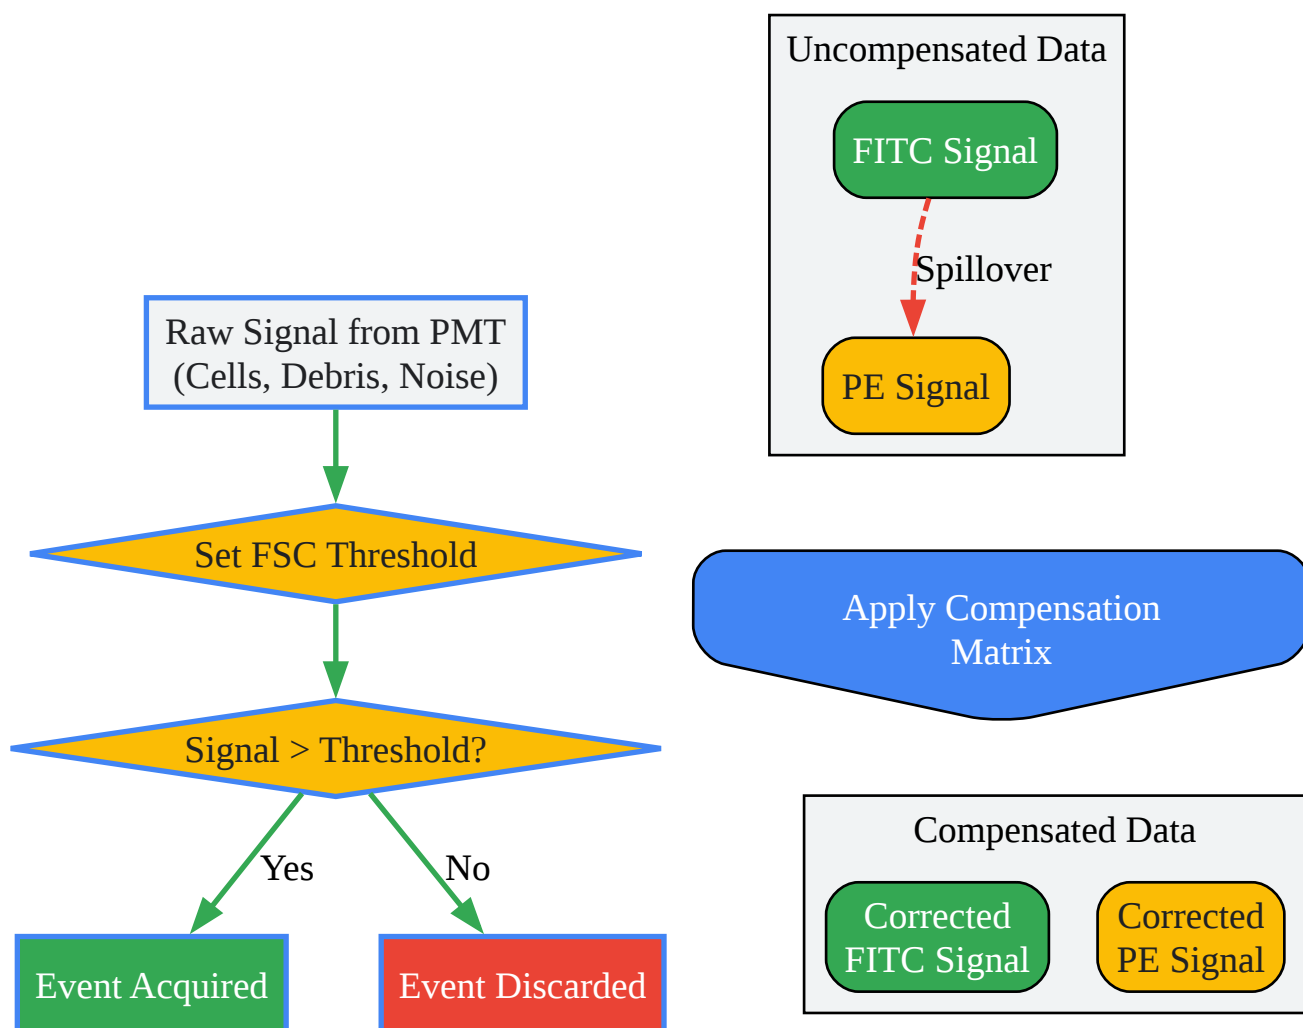 Raw Signal from PMT
(Cells, Debris, Noise)
Set FSC Threshold
Signal > Threshold?
Yes
No
Event Acquired
Event Discarded
Uncompensated Data
FITC Signal
Spillover
PE Signal
Apply Compensation
Matrix
Compensated Data
Corrected
FITC Signal
Corrected
PE Signal